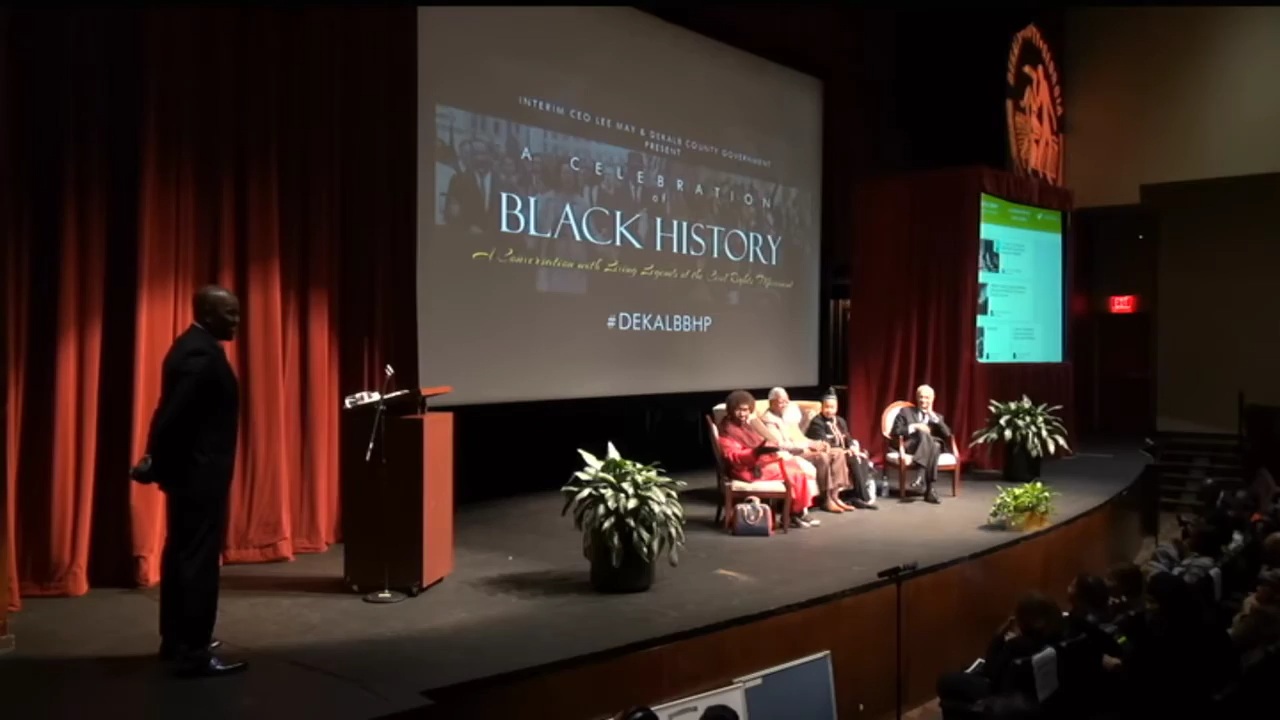 INTERIM CEO LEE MAY & DEKALB COUNTY GOVERNMENT
PRESENT
A CELEBRATION
of
BLACK HISTORY
A Conversation with Living Legends of the Civil Rights Movement
#DEKALBBHP
EXIT